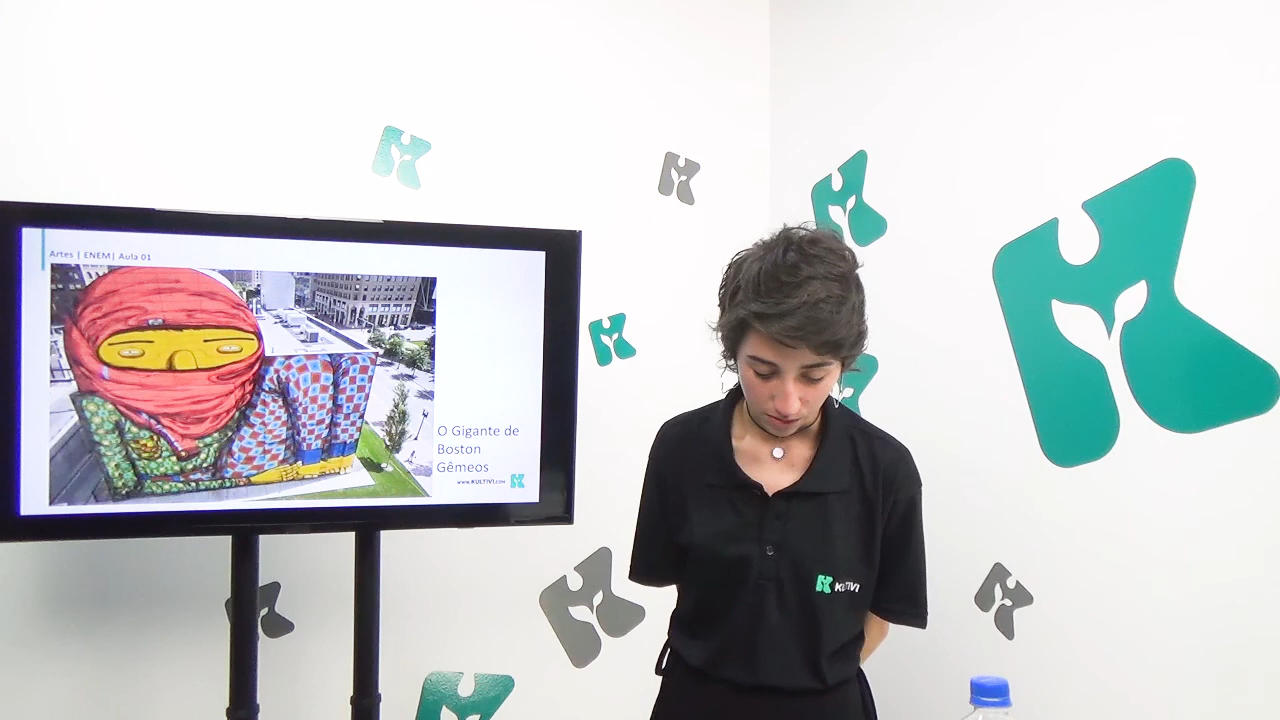 Artes | ENEM| Aula 01
O Gigante de
Boston
Gêmeos
www.KULTIVI.COM
KULTIVI